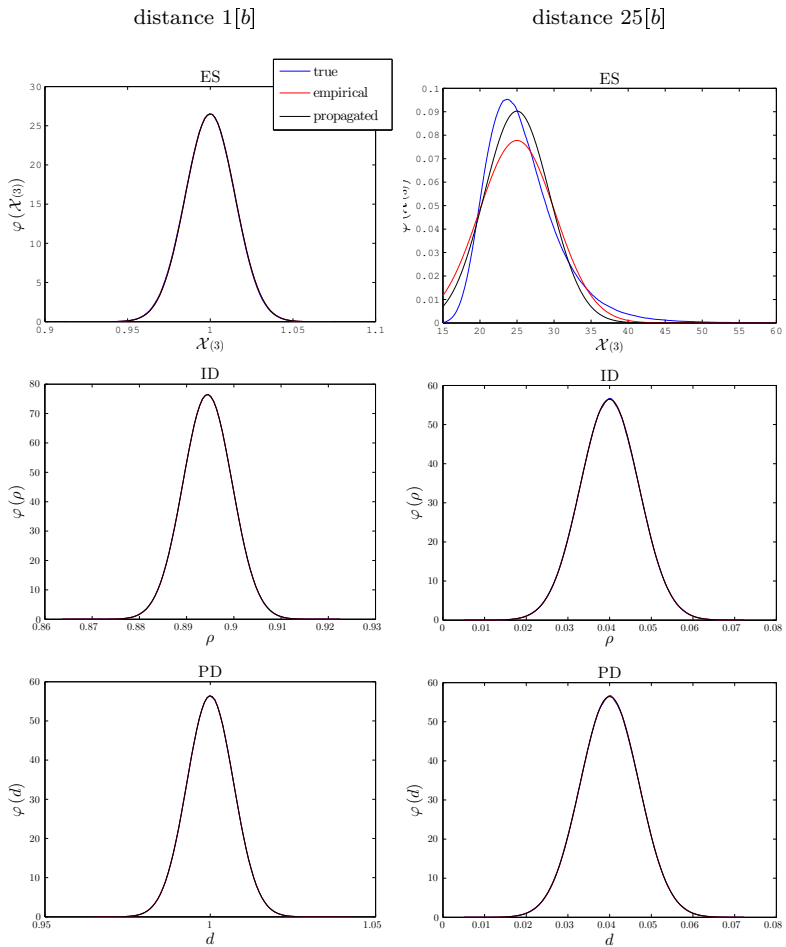 distance 1[b]
distance 25[b]
ES
true
empirical
propagated
30
25
20
15
10
5
0
φ(𝒳(3))
0.9 0.95 1 1.05 1.1
𝒳(3)
ES
0.1
0.09
0.08
0.07
0.06
0.05
0.04
0.03
0.02
0.01
0
15 20 25 30 35 40 45 50 55 60
𝒳(3)
ID
80
70
60
50
40
30
20
10
0
φ(ρ)
0.86 0.87 0.88 0.89 0.9 0.91 0.92 0.93
ρ
ID
60
50
40
30
20
10
0
φ(ρ)
0 0.01 0.02 0.03 0.04 0.05 0.06 0.07 0.08
ρ
PD
60
50
40
30
20
10
0
φ(d)
0.95 1 1.05
d
PD
60
50
40
30
20
10
0
φ(d)
0 0.01 0.02 0.03 0.04 0.05 0.06 0.07 0.08
d